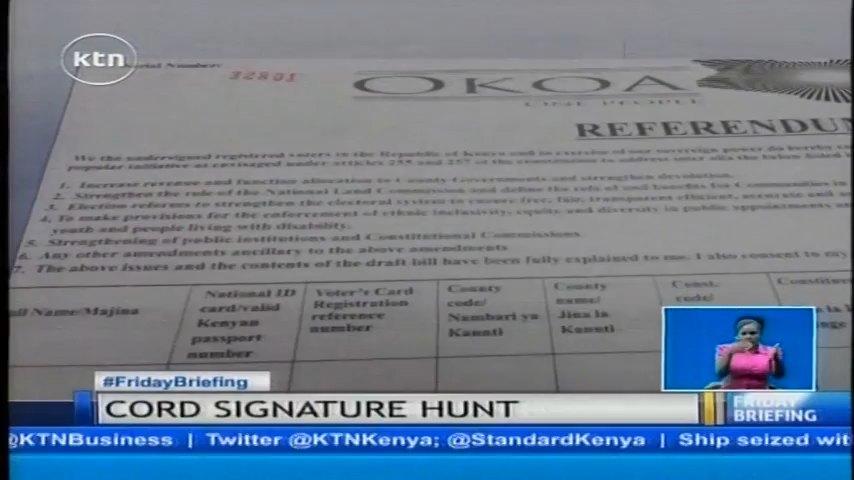 ktn
Serial Number:
32801
OKOA
ONE PEOPLE
REFERENDUM
We the undersigned registered voters in the Republic of Kenya and in exercise of our sovereign power do hereby
popular initiative as envisaged under articles 255 and 257 of the constitution to address inter alia the below listed
1. Increase revenue and function allocation to County Governments and strengthen devolution.
2. Strengthen the role of the National Land Commission and define the role of and benefits for Communities in
3. Election reforms to strengthen the electoral system to ensure free, fair, transparent efficient, accurate and
4. To make provisions for the enforcement of ethnic inclusivity, equity and diversity in public appointments
youth and people living with disability.
5. Strengthening of public institutions and Constitutional Commissions.
6. Any other amendments ancillary to the above amendments
7. The above issues and the contents of the draft bill have been fully explained to me. I also consent to my
Name/Majina
National ID card/valid Kenyan passport number
Voter's Card Registration reference number
County code/ Nambari ya Kaunti
County name/ Jina la Kaunti
Const. code/
#FridayBriefing
CORD SIGNATURE HUNT
FRIDAY BRIEFING
@KTNBusiness | Twitter @KTNKenya; @StandardKenya | Ship seized wit